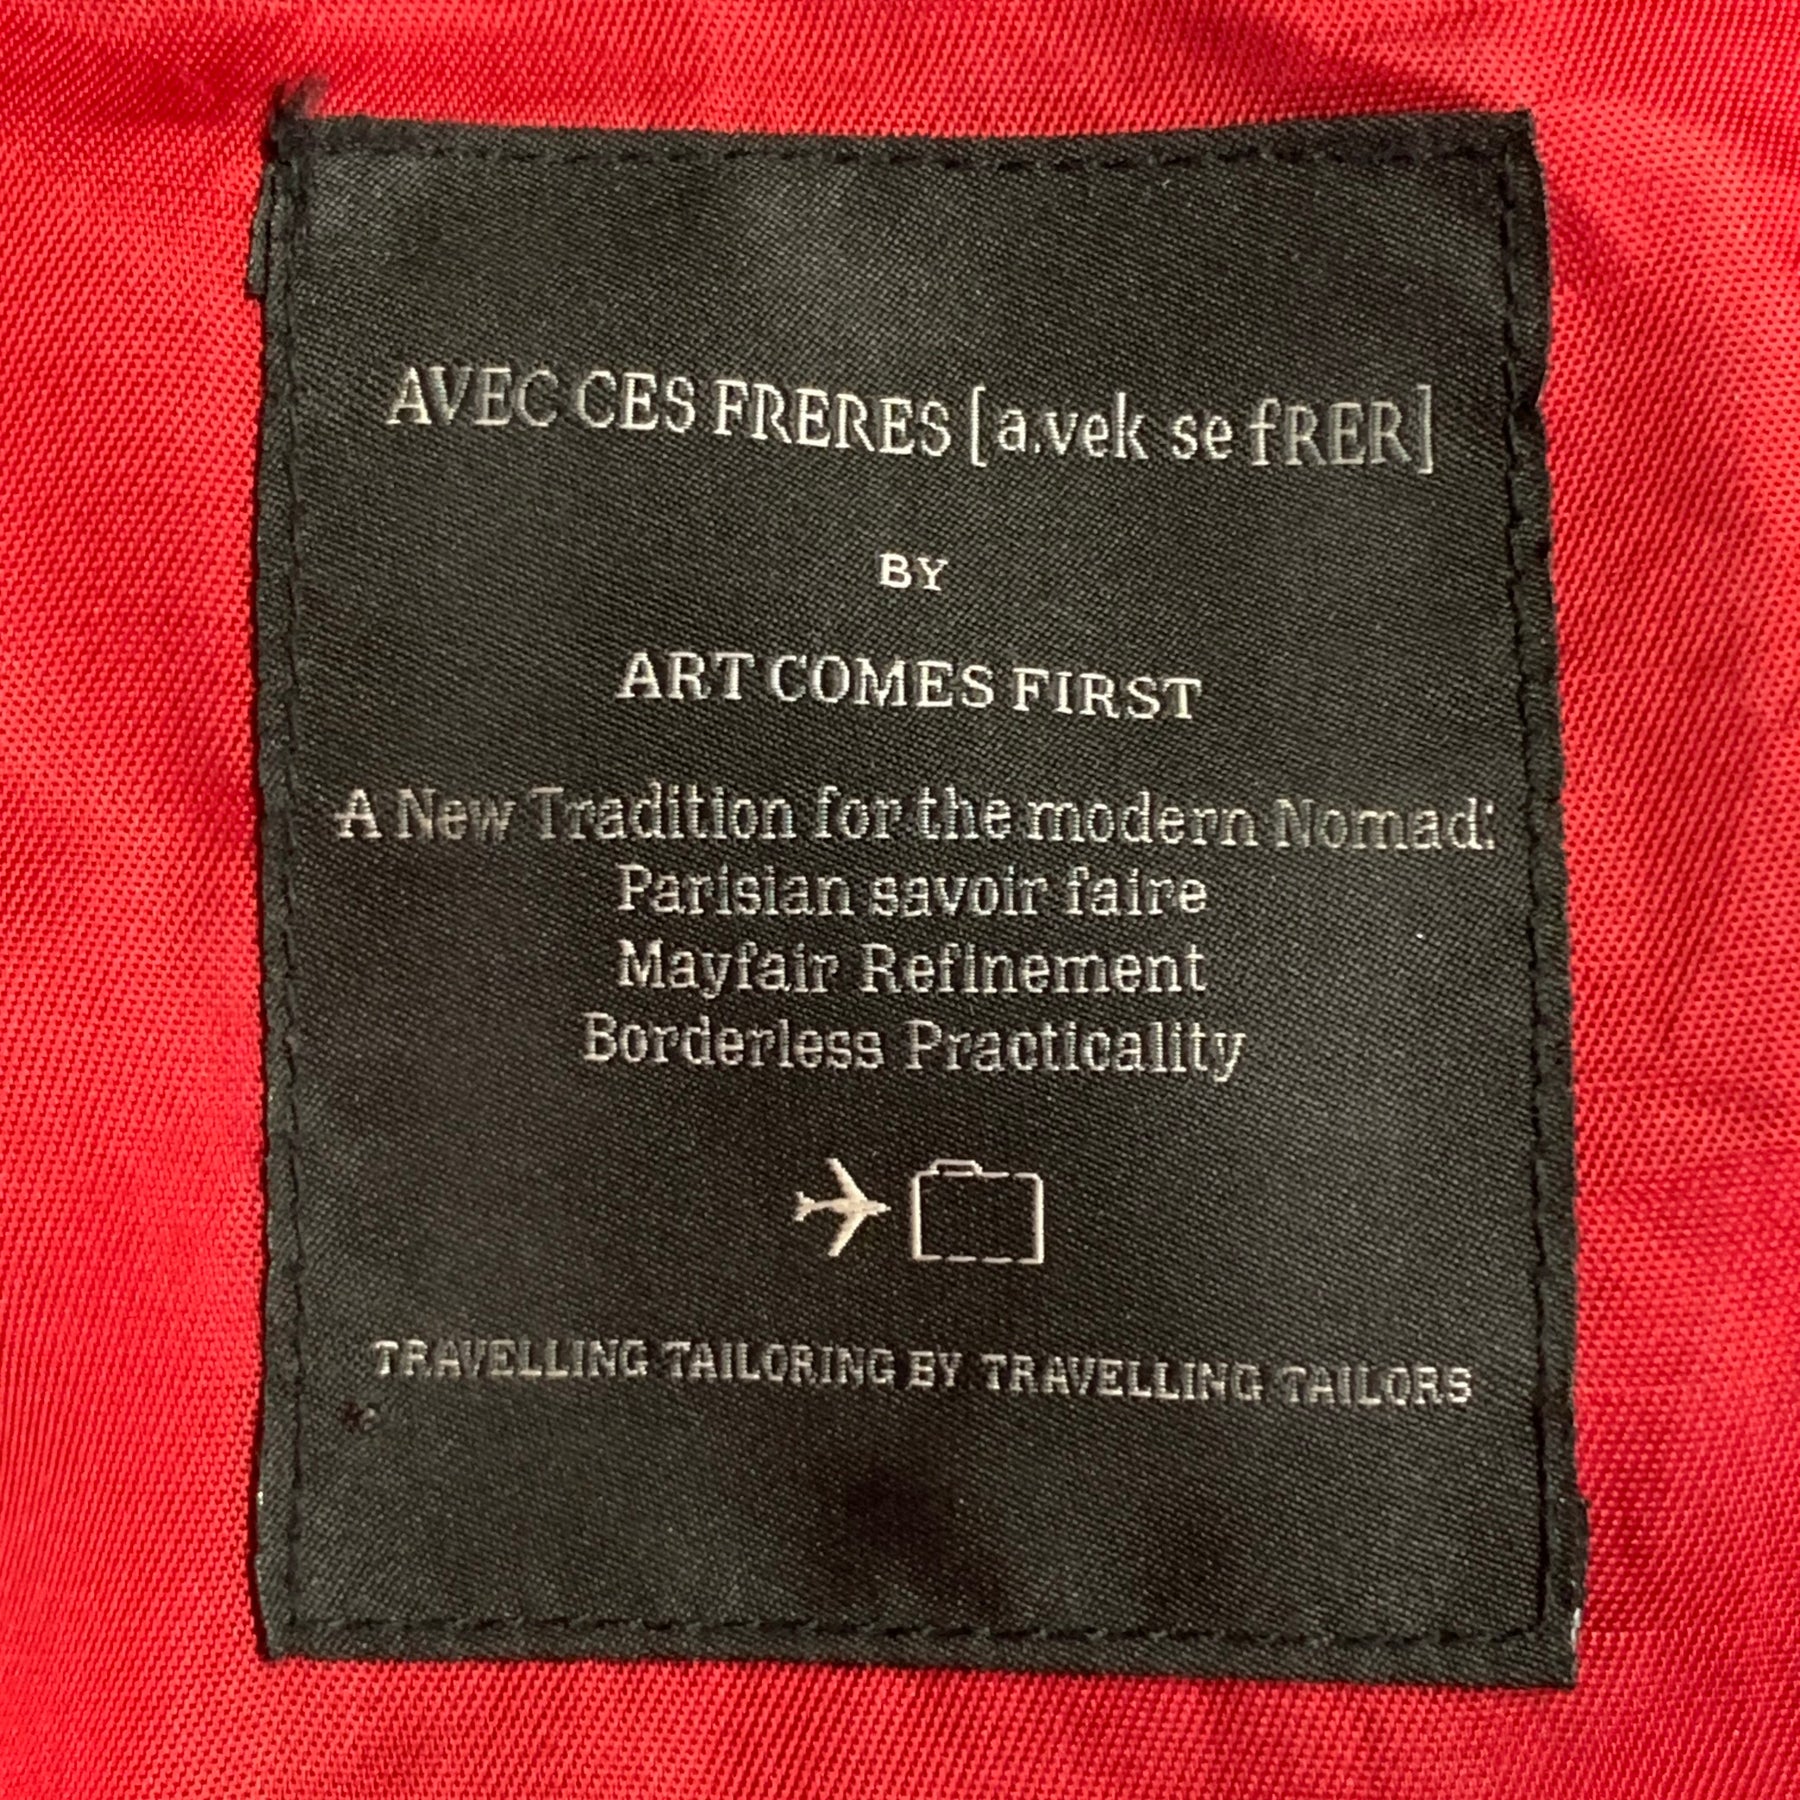 AVEC CES FRERES [a.vek se fRER]
BY
ART COMES FIRST
A New Tradition for the modern Nomad:
Parisian savoir faire
Mayfair Refinement
Borderless Practicality
TRAVELLING TAILORING BY TRAVELLING TAILORS